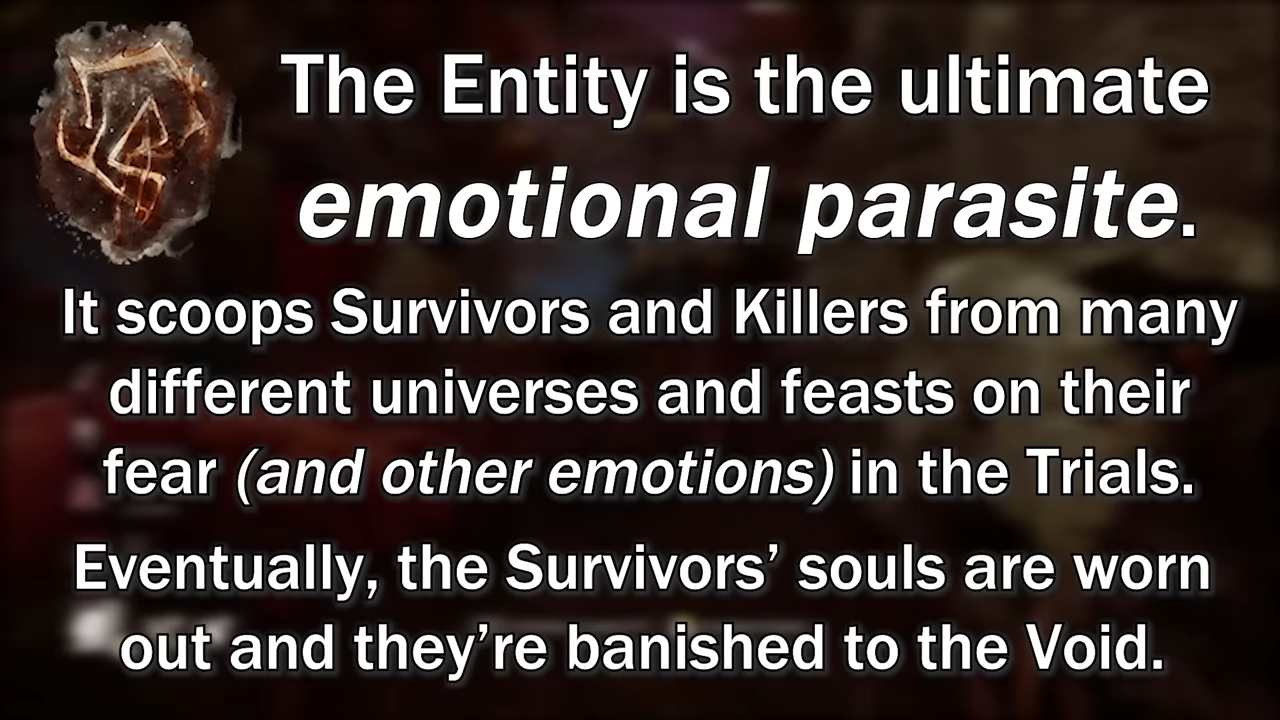 The Entity is the ultimate
emotional parasite.
It scoops Survivors and Killers from many
different universes and feasts on their
fear (and other emotions) in the Trials.
Eventually, the Survivors’ souls are worn
out and they’re banished to the Void.